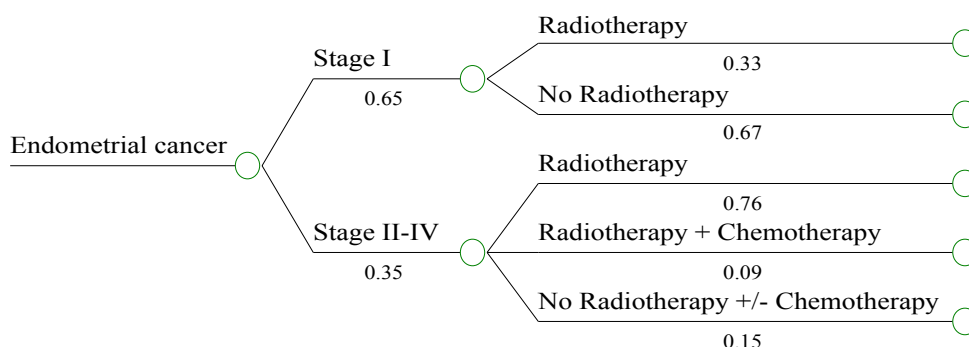 Radiotherapy
0.33
Stage I
0.65
No Radiotherapy
0.67
Endometrial cancer
Radiotherapy
0.76
Stage II-IV
0.35
Radiotherapy + Chemotherapy
0.09
No Radiotherapy +/- Chemotherapy
0.15